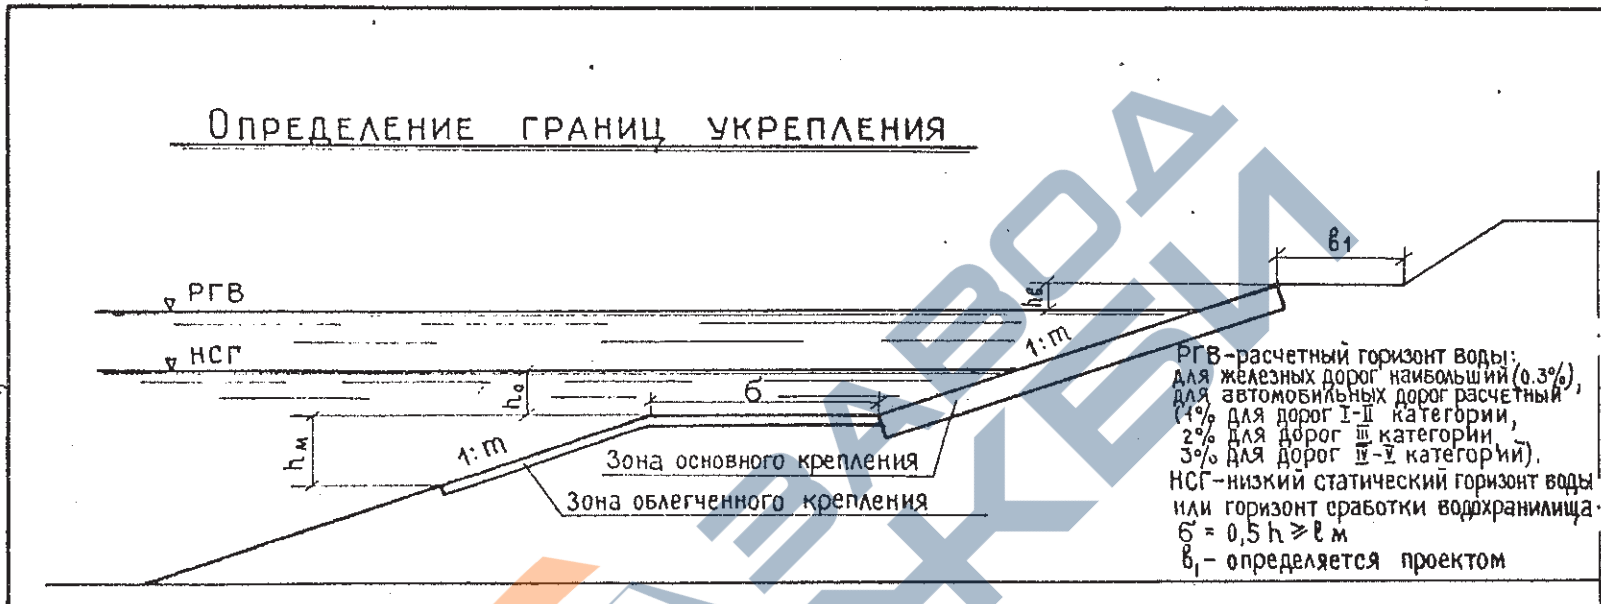 ОПРЕДЕЛЕНИЕ ГРАНИЦ УКРЕПЛЕНИЯ
в1
РГВ
hв
НСГ
1:m
hо
б
hм
1:m
Зона основного крепления
Зона облегченного крепления
РГВ-расчетный горизонт воды:
для железных дорог наибольший (0.3%),
для автомобильных дорог расчетный
(1% для дорог I-II категории,
2% для дорог III категории,
3% для дорог IV-V категорий).
НСГ-низкий статический горизонт воды
или горизонт сработки водохранилища.
б = 0,5 h ≥ ℓ м
в1- определяется проектом
ЗАВОД
ЖБИ